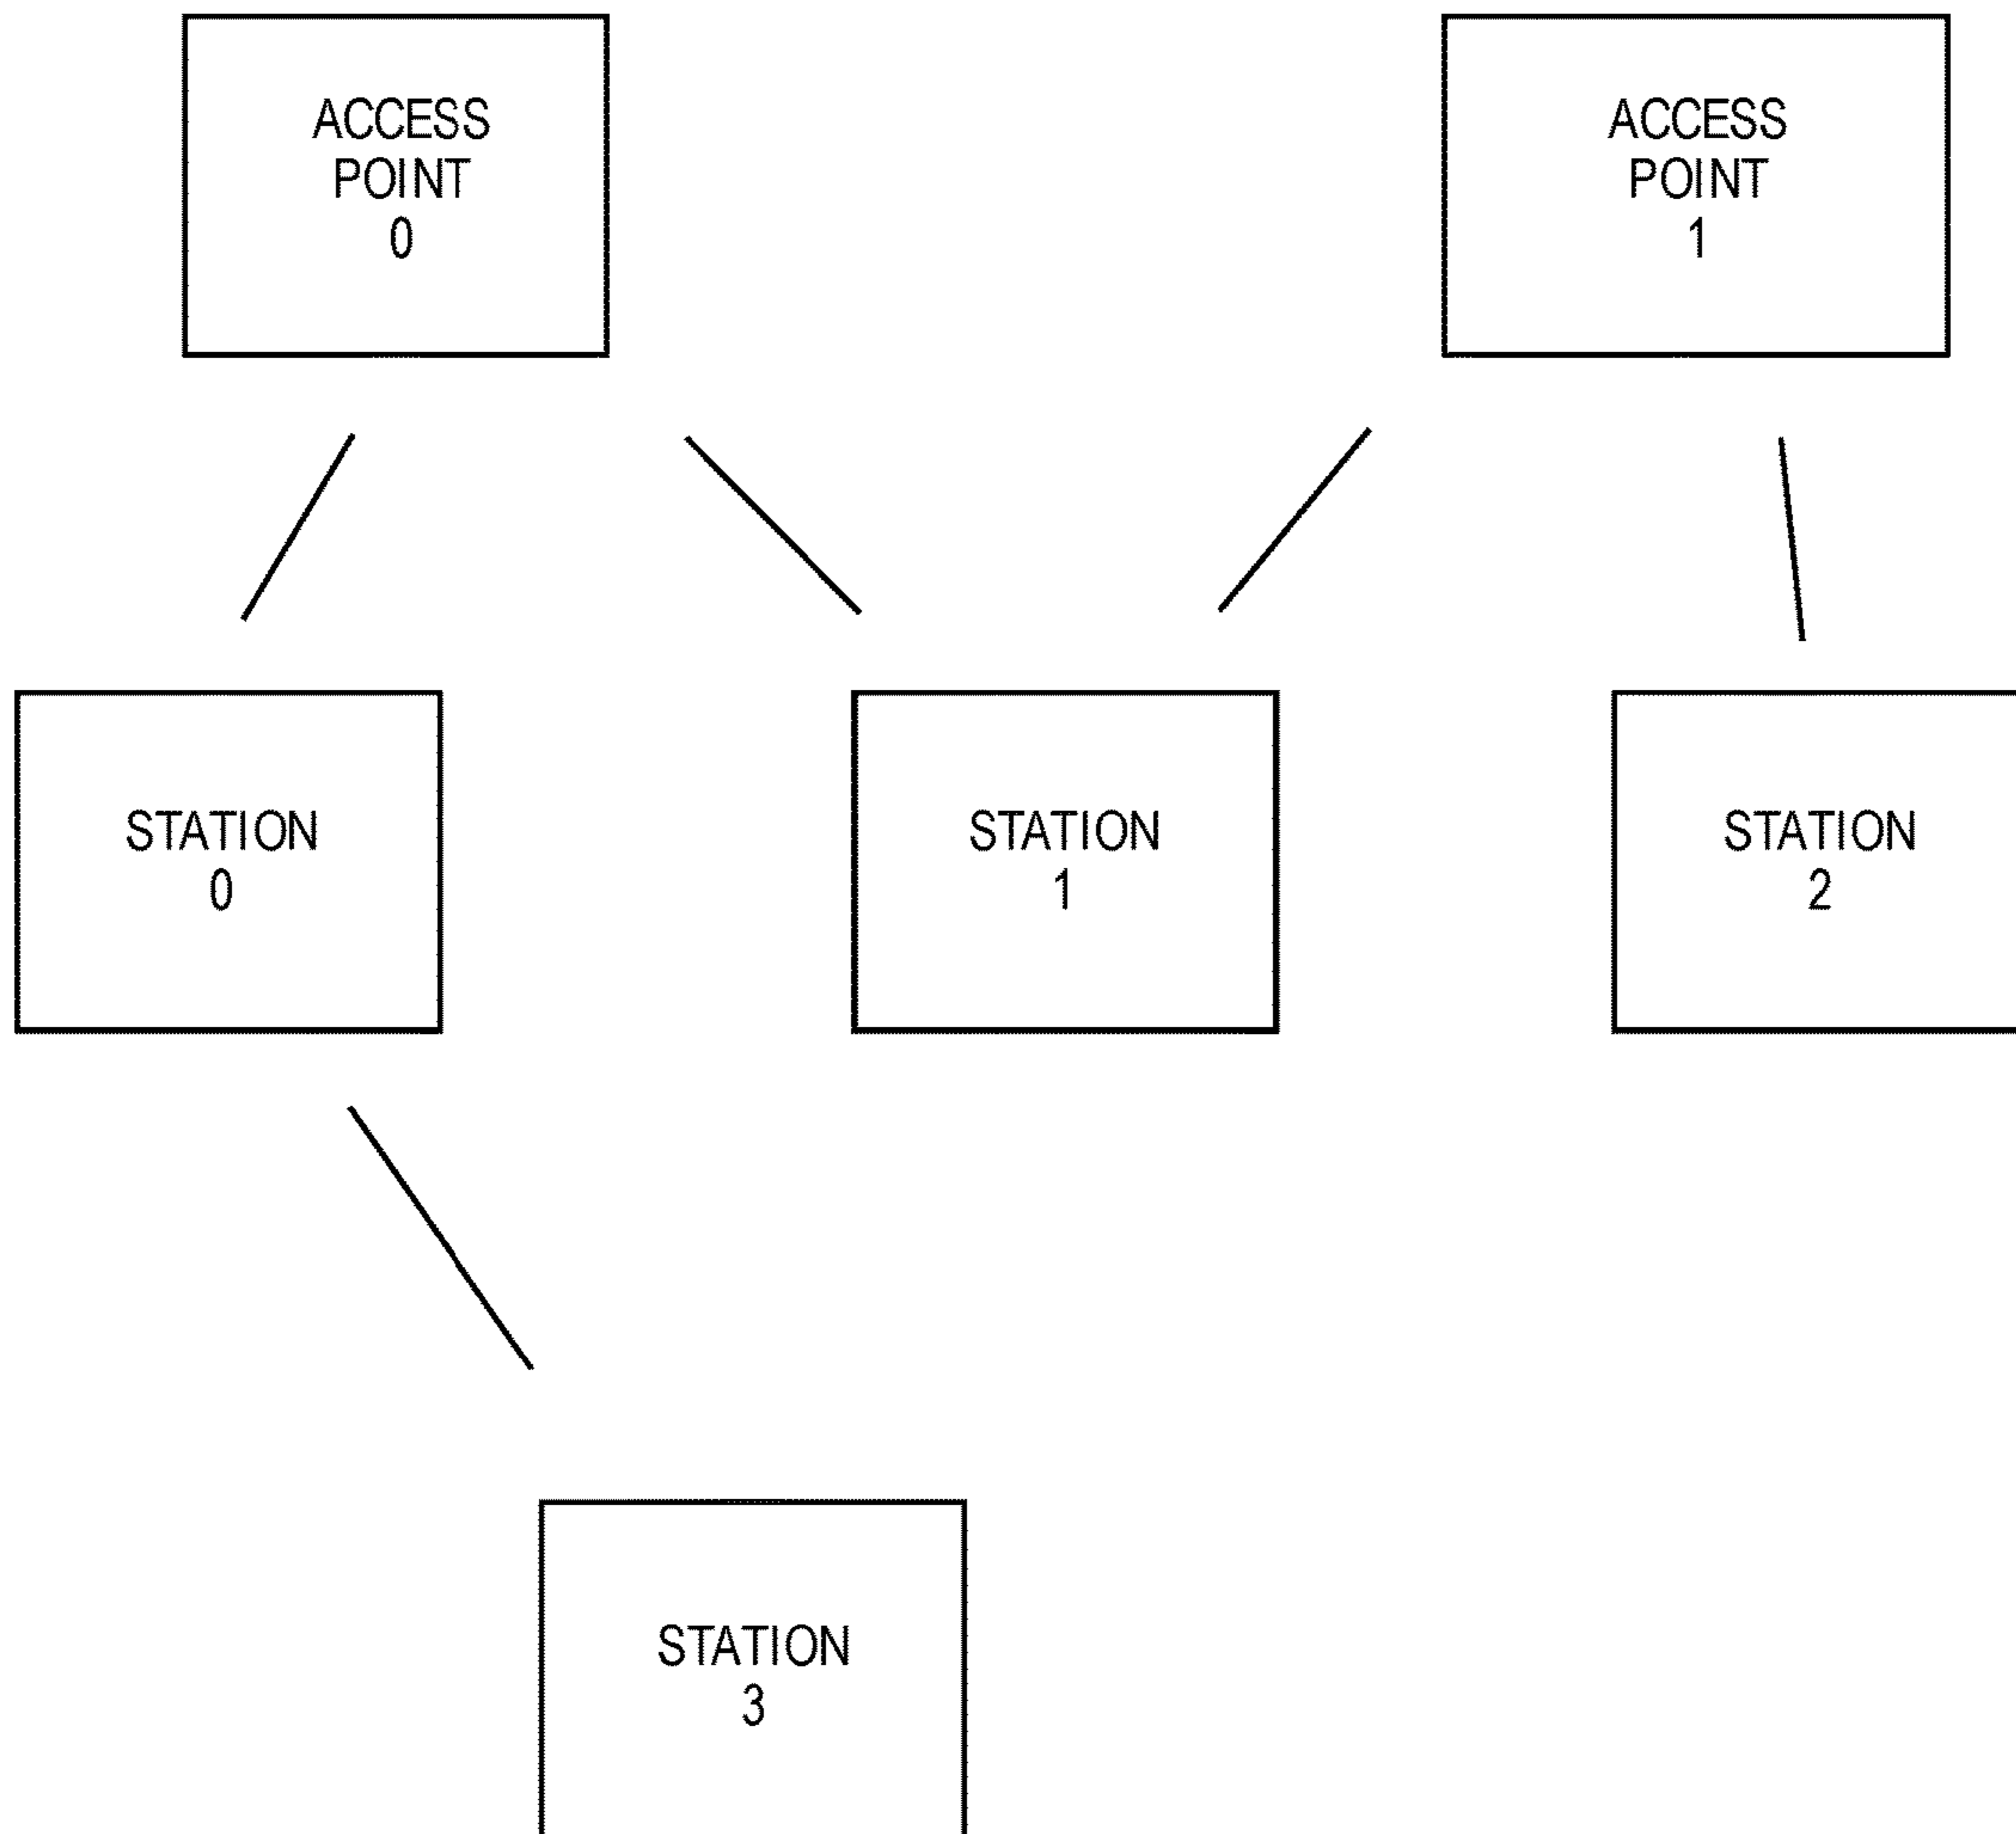 ACCESS
POINT
0
ACCESS
POINT
1
STATION
0
STATION
1
STATION
2
STATION
3